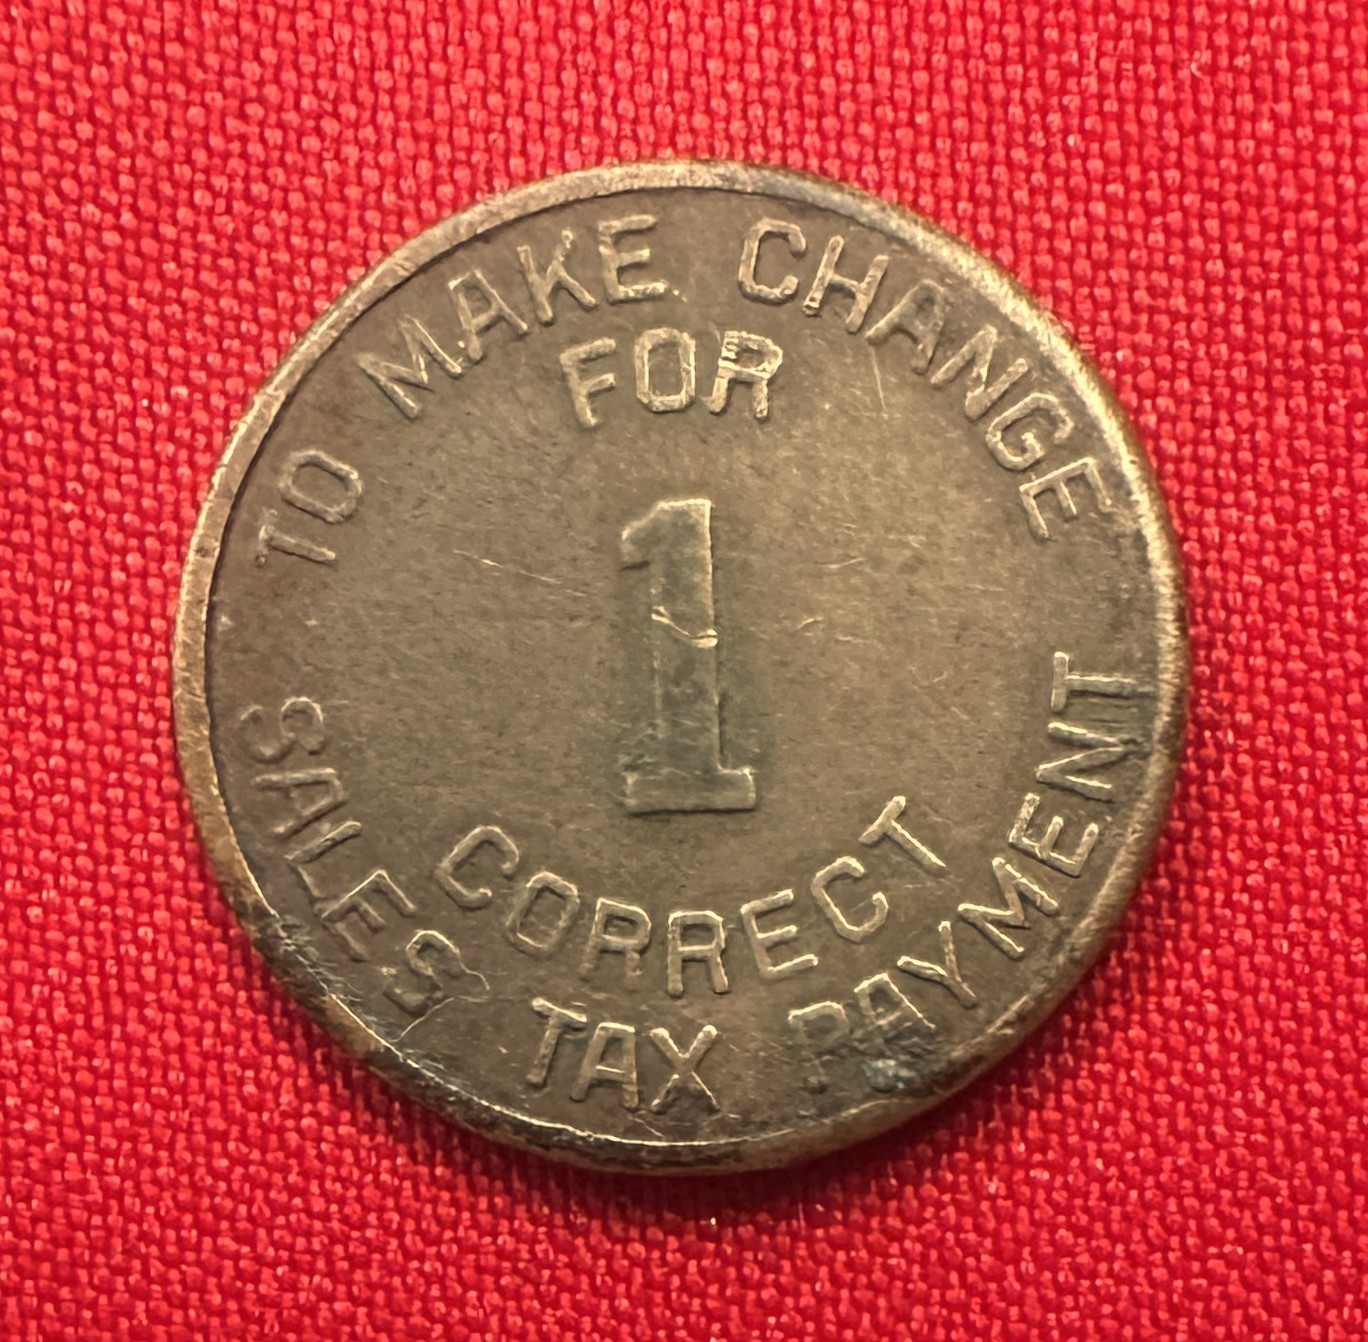 TO MAKE CHANGE
FOR
1
CORRECT
SALES TAX PAYMENT